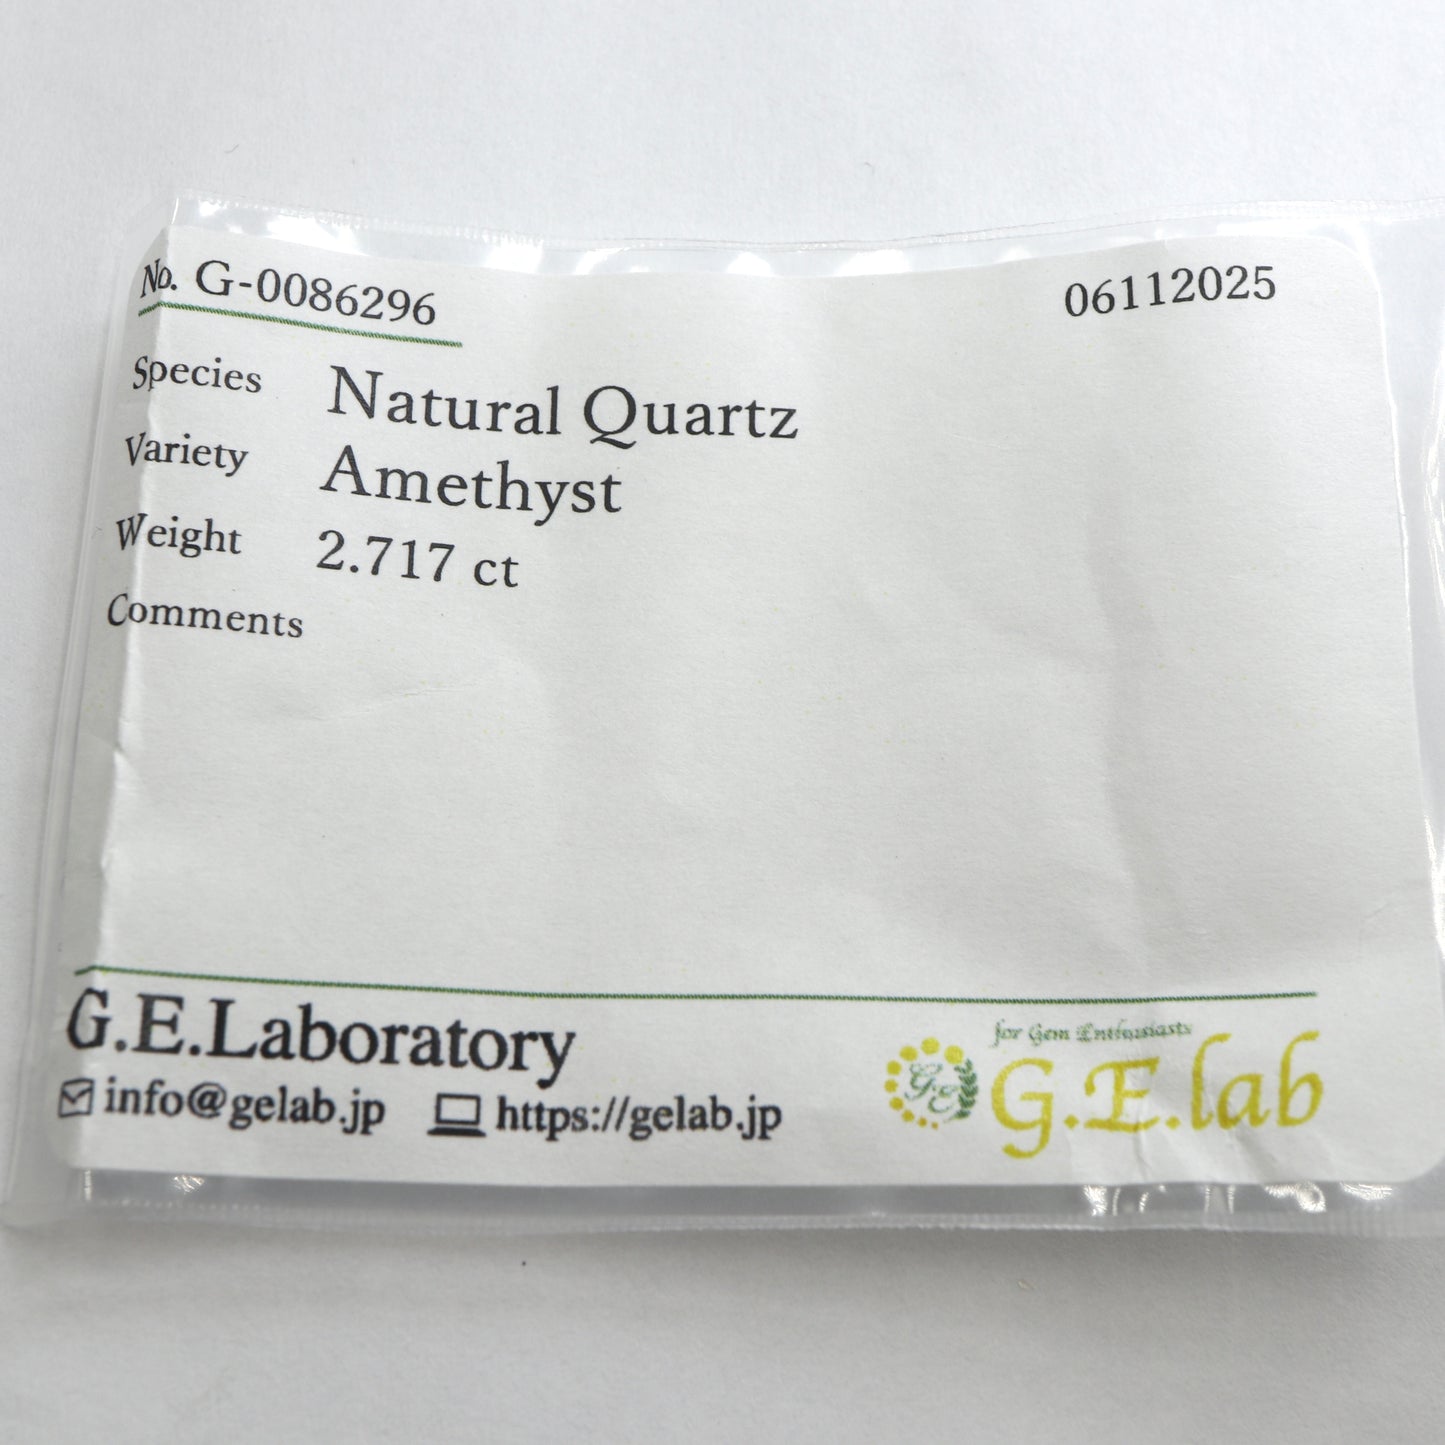 No. G-0086296 06112025
Species Natural Quartz
Variety Amethyst
Weight 2.717 ct
Comments
G.E.Laboratory
info@gelab.jp https://gelab.jp
for Gem Enthusiasts
GE G.E.lab